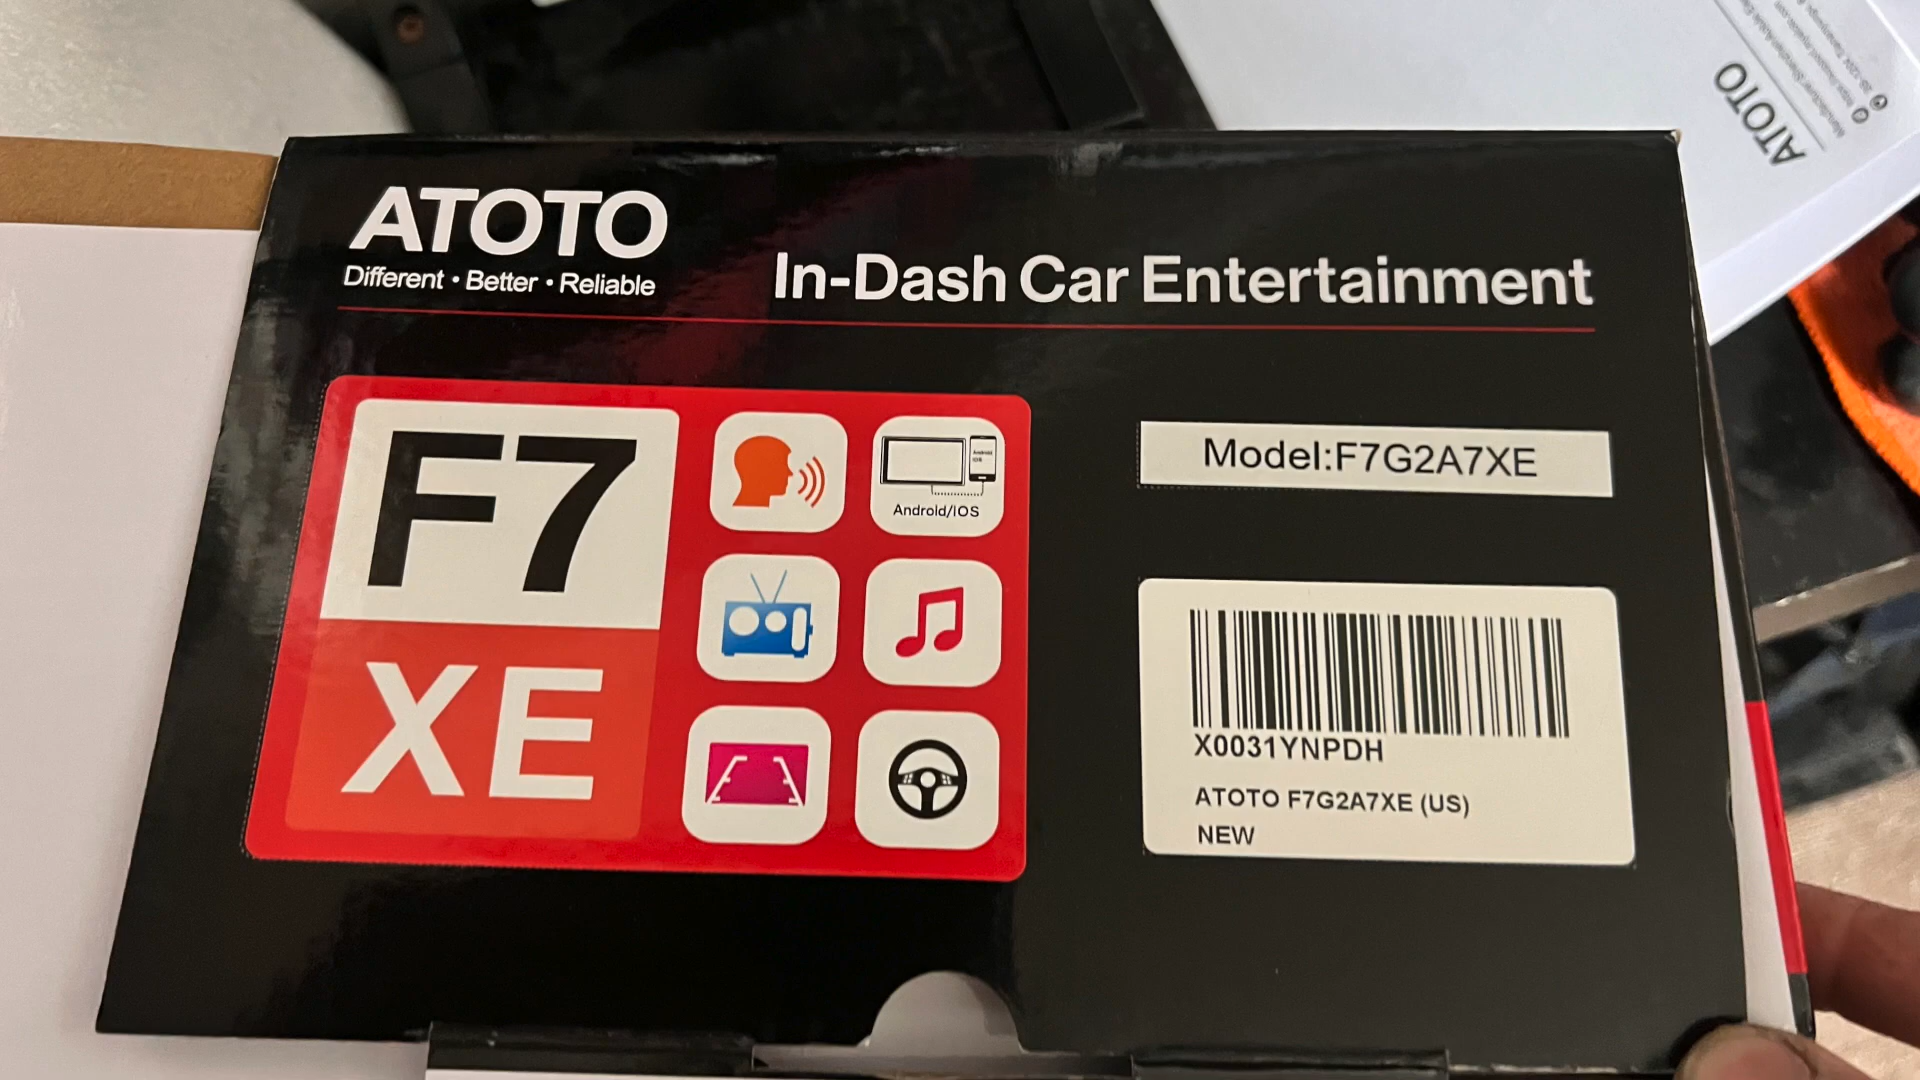 ATOTO
Different • Better • Reliable
In-Dash Car Entertainment
F7
XE
Android/iOS
Model:F7G2A7XE
X0031YNPDH
ATOTO F7G2A7XE (US)
NEW
ATOTO